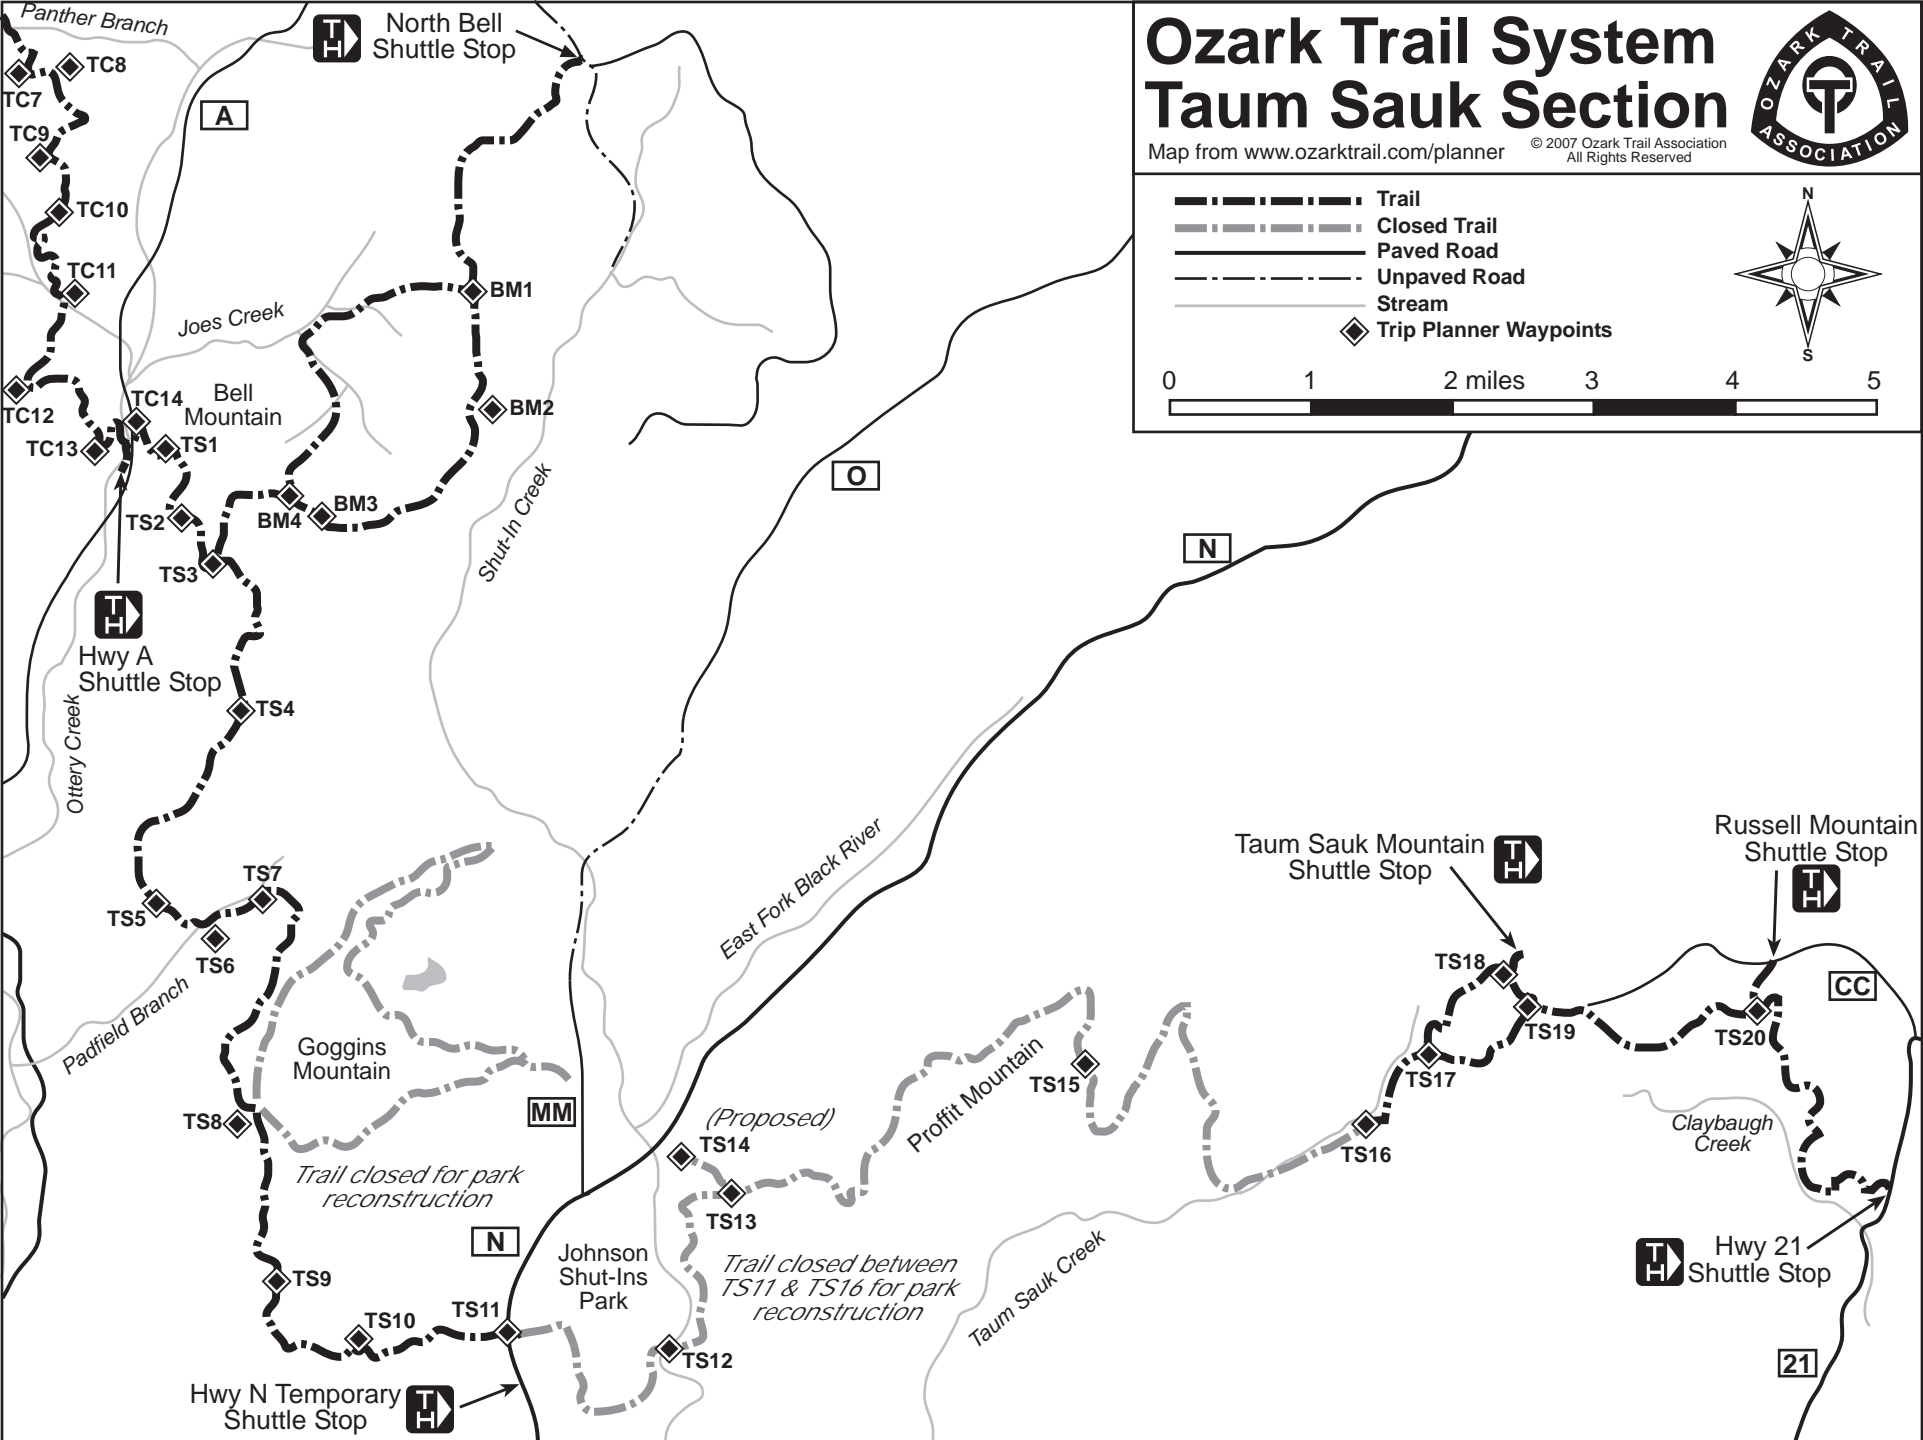 Panther Branch
TH
North Bell
Shuttle Stop
Ozark Trail System
Taum Sauk Section
Map from www.ozarktrail.com/planner
© 2007 Ozark Trail Association
All Rights Reserved
OZARK TRAIL
ASSOCIATION
T
Trail
Closed Trail
Paved Road
Unpaved Road
Stream
Trip Planner Waypoints
N
S
0 1 2 miles 3 4 5
TC8
TC7
A
TC9
TC10
TC11
BM1
Joes Creek
TC12
TC14
Bell
Mountain
BM2
TC13
TS1
O
BM3
BM4
TS2
Shut-In Creek
N
TS3
TH
Hwy A
Shuttle Stop
Ottery Creek
TS4
East Fork Black River
Taum Sauk Mountain
Shuttle Stop
TH
Russell Mountain
Shuttle Stop
TH
TS7
TS5
TS6
Padfield Branch
TS18
CC
TS19
TS20
Goggins
Mountain
Proffit Mountain
TS15
TS17
MM
TS8
(Proposed)
TS14
Claybaugh
Creek
TS16
Trail closed for park
reconstruction
TS13
N
Johnson
Shut-Ins
Park
Trail closed between
TS11 & TS16 for park
reconstruction
Taum Sauk Creek
TH
Hwy 21
Shuttle Stop
TS9
TS10
TS11
TS12
21
Hwy N Temporary
Shuttle Stop
TH